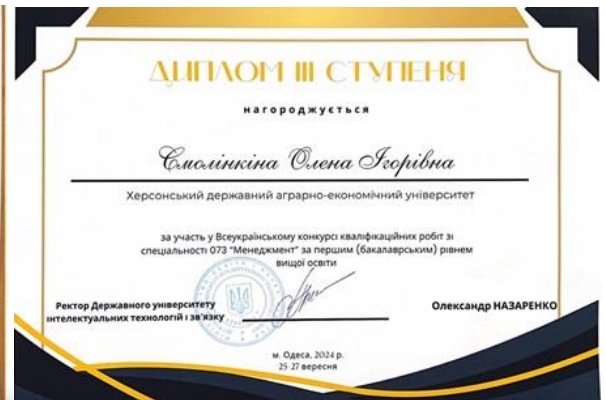 ДИПЛОМ III СТУПЕНЯ
нагороджується
Смолінкіна Олена Ігорівна
Херсонський державний аграрно-економічний університет
за участь у Всеукраїнському конкурсі кваліфікаційних робіт зі
спеціальності 073 "Менеджмент" за першим (бакалаврським) рівнем
вищої освіти
Ректор Державного університету
інтелектуальних технологій і зв'язку
Олександр НАЗАРЕНКО
м. Одеса, 2024 р.
25-27 вересня